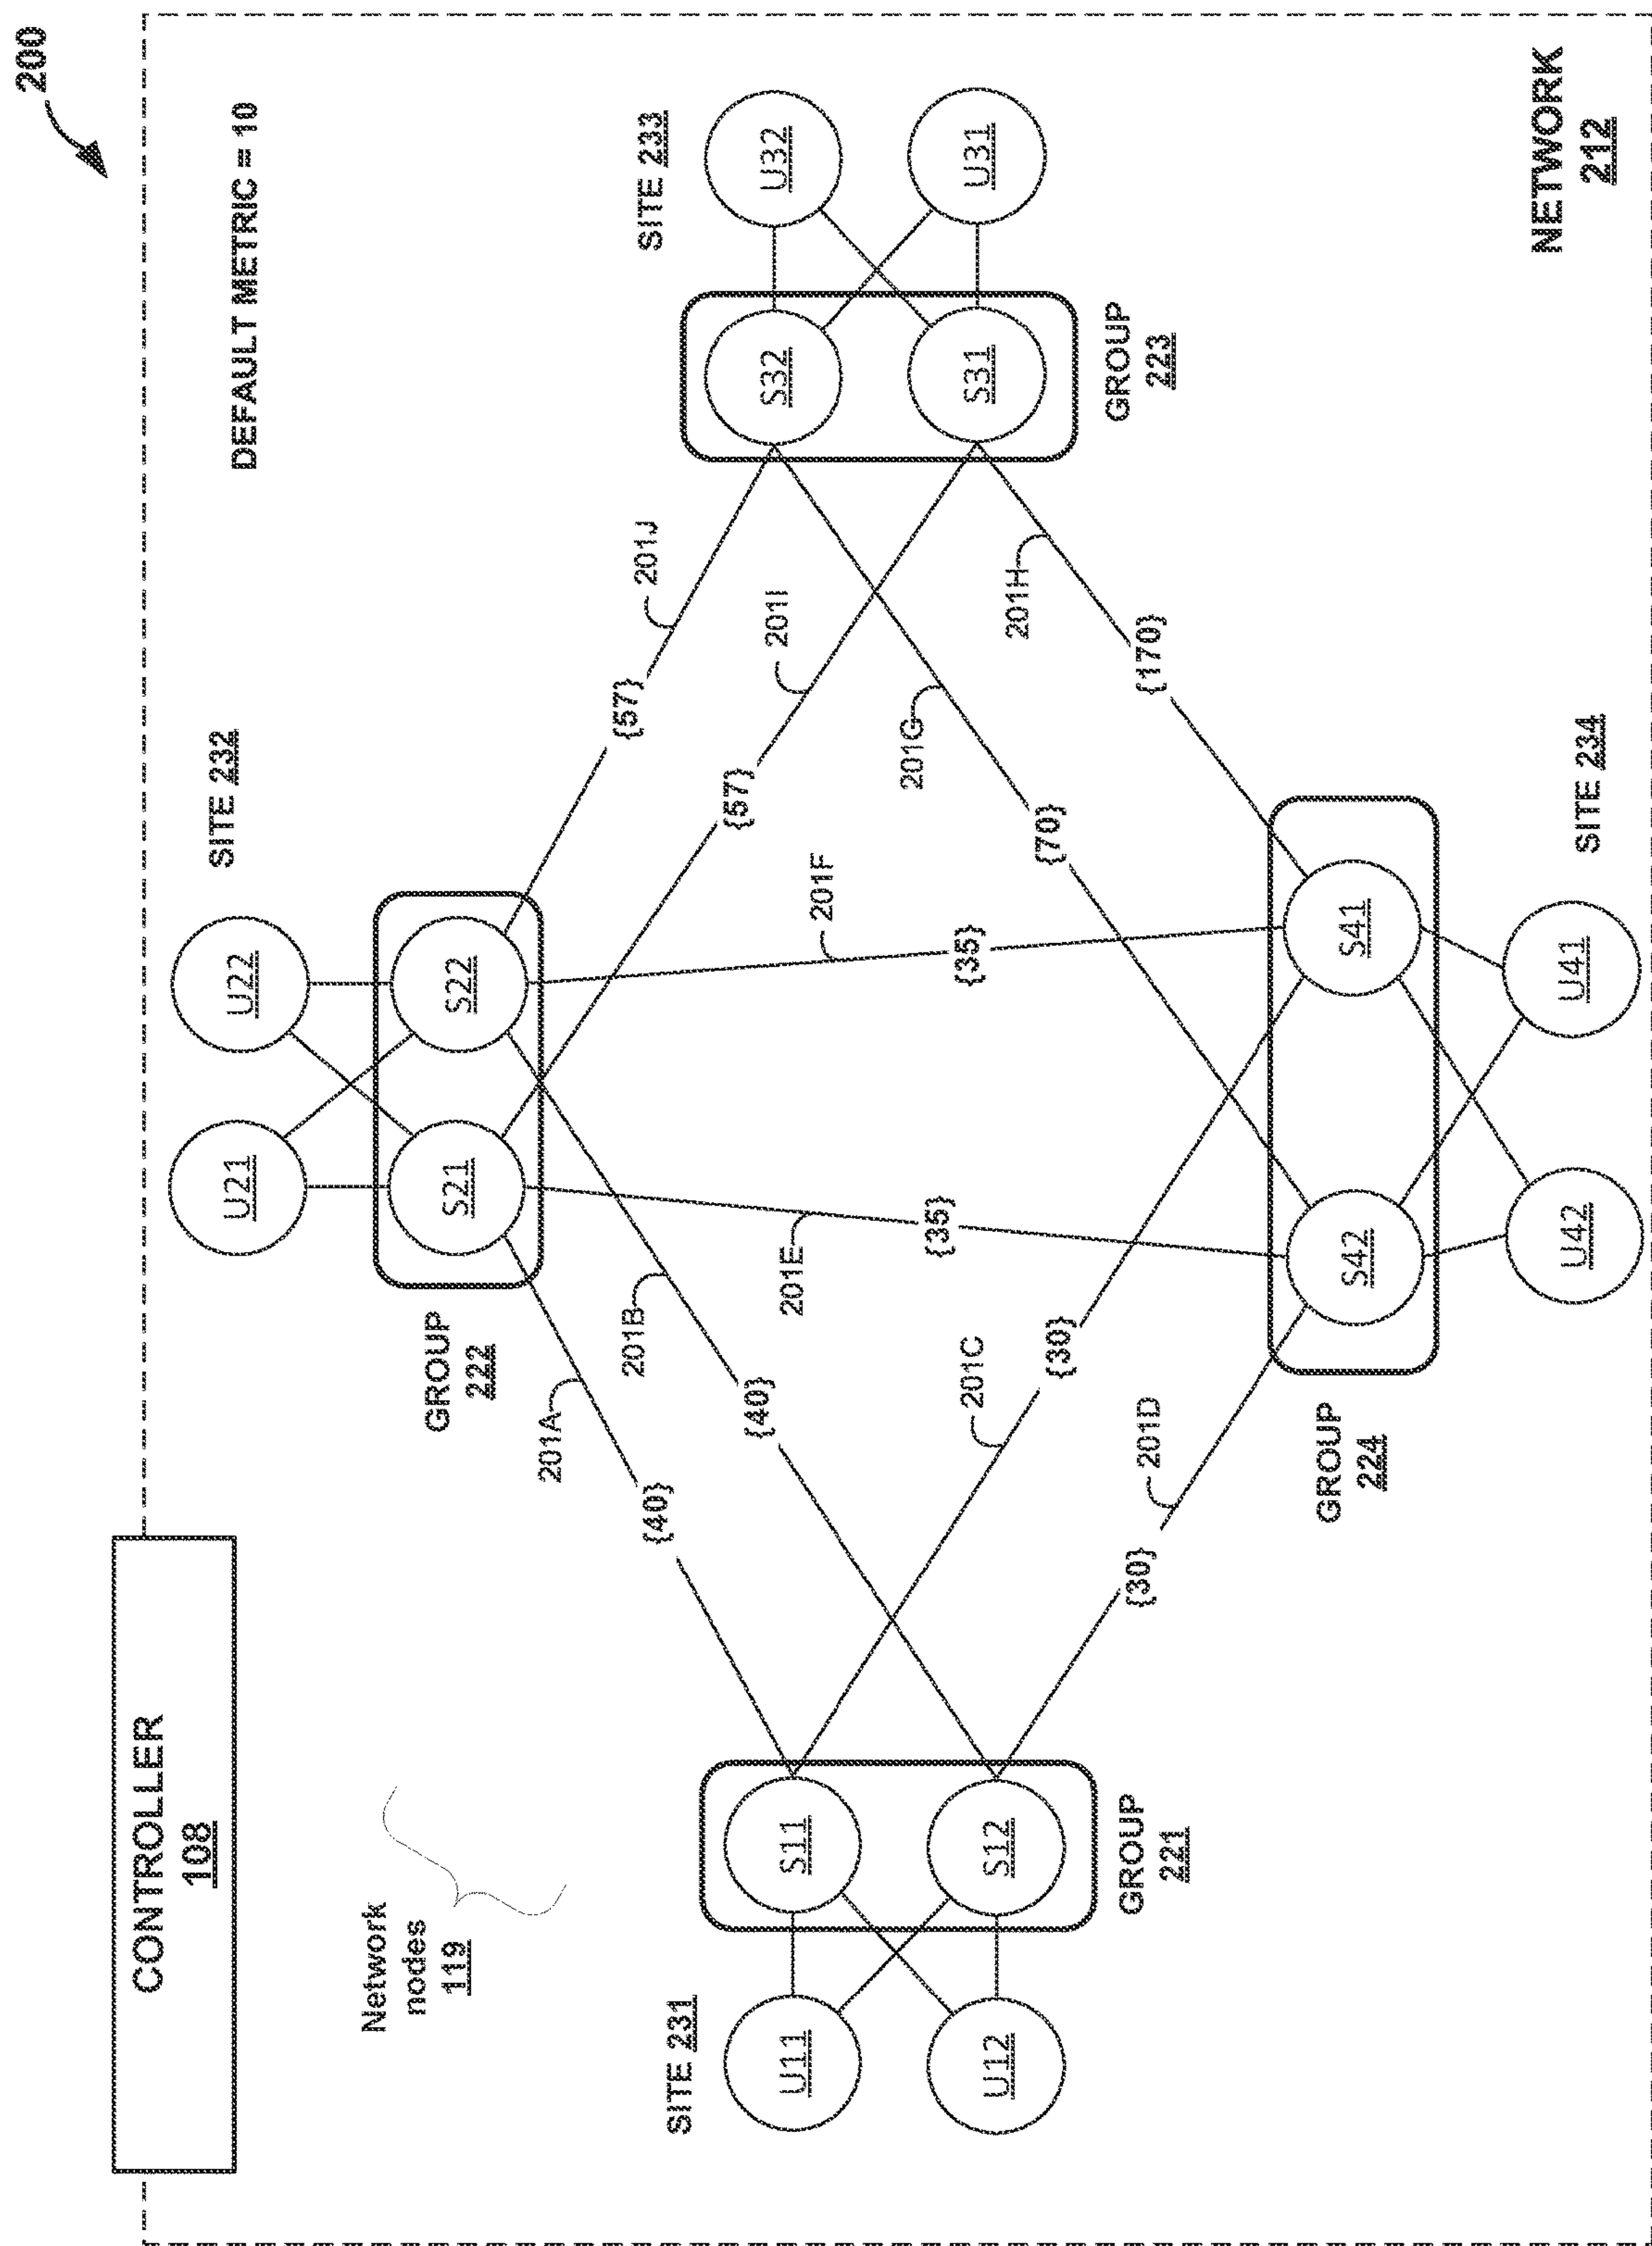 200
CONTROLLER
108
DEFAULT METRIC = 10
Network
nodes
119
SITE 232
U21
U22
S21
S22
GROUP
222
SITE 231
U11
U12
S11
S12
GROUP
221
SITE 233
S32
S31
U32
U31
GROUP
223
201A
{40}
201B
{40}
201C
{30}
201D
{30}
201E
{35}
201F
{35}
201G
{70}
201H
{170}
201I
{57}
201J
{57}
GROUP
224
S42
S41
U42
U41
SITE 234
NETWORK
212